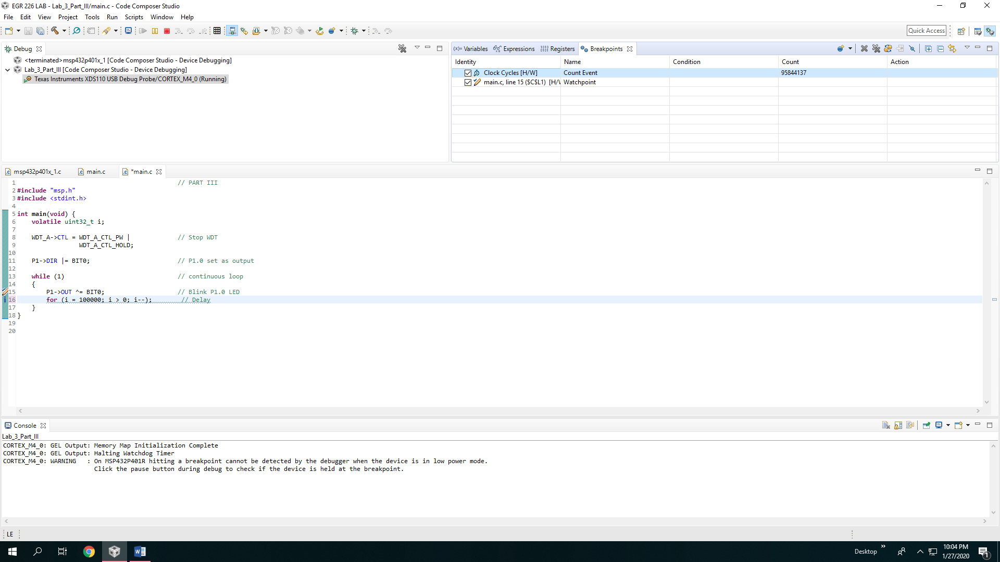 EGR 226 LAB - Lab_3_Part_III/main.c - Code Composer Studio
File Edit View Project Tools Run Scripts Window Help
Quick Access
Debug
<terminated>msp432p401x_1 [Code Composer Studio - Device Debugging]
Lab_3_Part_III [Code Composer Studio - Device Debugging]
Texas Instruments XDS110 USB Debug Probe/CORTEX_M4_0 (Running)
(x)= Variables Expressions 1010 0101 Registers Breakpoints
Identity Name Condition Count Action
Clock Cycles [H/W] Count Event 95844137
main.c, line 15 ($C$L1) [H/\ Watchpoint
msp432p401x_1.c main.c *main.c
1 // PART III
2 #include "msp.h"
3 #include <stdint.h>
4
5 int main(void) {
6 volatile uint32_t i;
7
8 WDT_A->CTL = WDT_A_CTL_PW | // Stop WDT
9 WDT_A_CTL_HOLD;
10
11 P1->DIR |= BIT0; // P1.0 set as output
12
13 while (1) // continuous loop
14 {
15 P1->OUT ^= BIT0; // Blink P1.0 LED
16 for (i = 100000; i > 0; i--); // Delay
17 }
18 }
19
20
Console
Lab_3_Part_III
CORTEX_M4_0: GEL Output: Memory Map Initialization Complete
CORTEX_M4_0: GEL Output: Halting Watchdog Timer
CORTEX_M4_0: WARNING : On MSP432P401R hitting a breakpoint cannot be detected by the debugger when the device is in low power mode.
Click the pause button during debug to check if the device is held at the breakpoint.
LE
Desktop
10:04 PM
1/27/2020
1